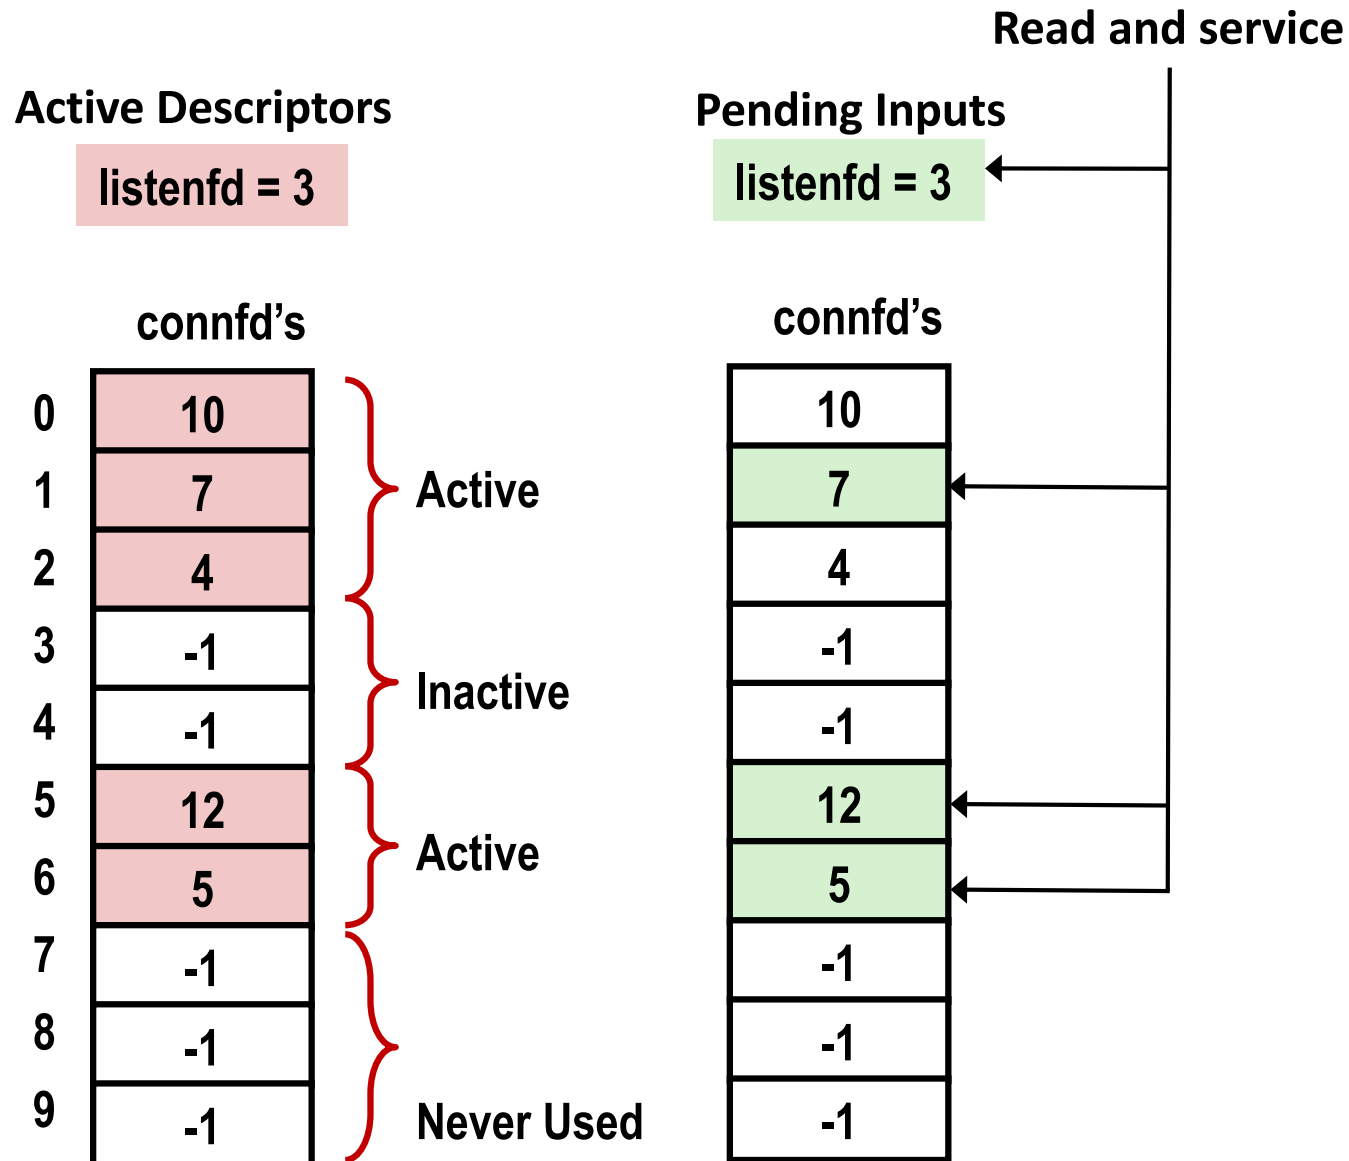 Read and service
Active Descriptors
Pending Inputs
listenfd = 3
listenfd = 3
connfd’s
connfd’s
0 10 10
1 7 Active 7
2 4 4
3 -1 -1
4 -1 Inactive -1
5 12 12
6 5 Active 5
7 -1 -1
8 -1 -1
9 -1 Never Used -1